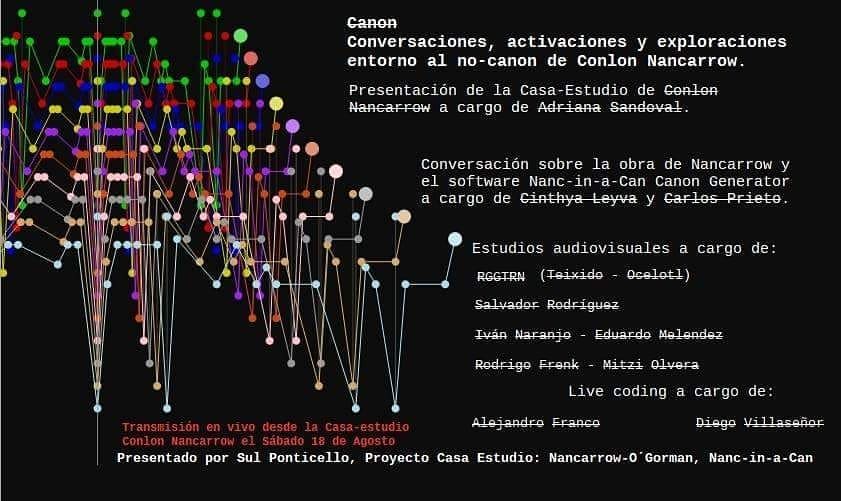 Canon
Conversaciones, activaciones y exploraciones
entorno al no-canon de Conlon Nancarrow.
Presentación de la Casa-Estudio de Conlon
Nancarrow a cargo de Adriana Sandoval.
Conversación sobre la obra de Nancarrow y
el software Nanc-in-a-Can Canon Generator
a cargo de Cinthya Leyva y Carlos Prieto.
Estudios audiovisuales a cargo de:
RGGTRN (Teixido - Ocelotl)
Salvador Rodríguez
Iván Naranjo - Eduardo Melendez
Rodrigo Frenk - Mitzi Olvera
Live coding a cargo de:
Alejandro Franco Diego Villaseñor
Transmisión en vivo desde la Casa-estudio
Conlon Nancarrow el Sábado 18 de Agosto
Presentado por Sul Ponticello, Proyecto Casa Estudio: Nancarrow-O´Gorman, Nanc-in-a-Can